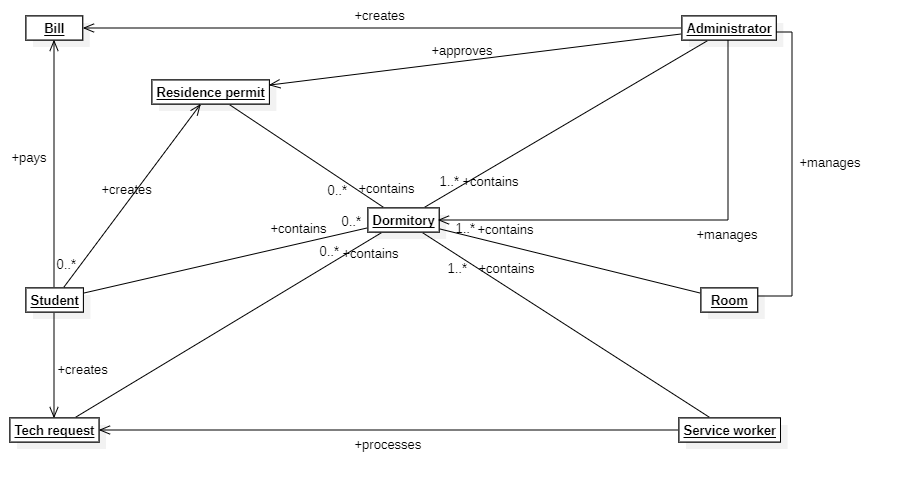 +creates
Bill
Administrator
+approves
Residence permit
+pays
+manages
+creates
0..*
+contains
1..*
+contains
0..*
Dormitory
+contains
1..*
+contains
+manages
0..*
+contains
0..*
1..*
+contains
Student
Room
+creates
Tech request
Service worker
+processes